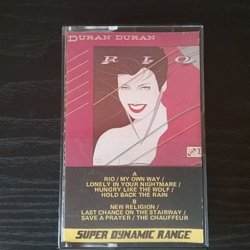 DURAN DURAN
RIO
A
RIO / MY OWN WAY /
LONELY IN YOUR NIGHTMARE /
HUNGRY LIKE THE WOLF /
HOLD BACK THE RAIN
B
NEW RELIGION /
LAST CHANCE ON THE STAIRWAY /
SAVE A PRAYER / THE CHAUFFEUR
SUPER DYNAMIC RANGE